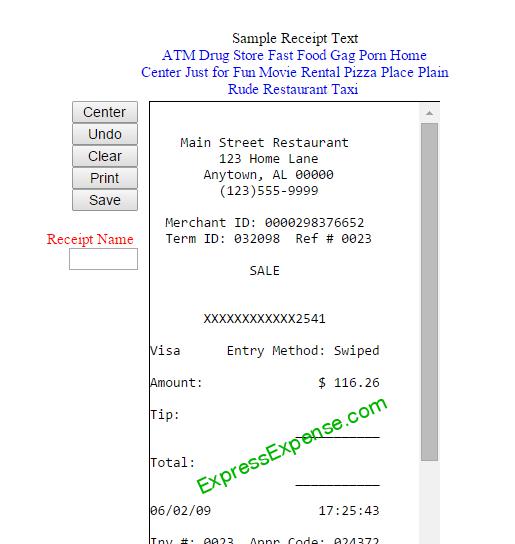 Sample Receipt Text
ATM Drug Store Fast Food Gag Porn Home
Center Just for Fun Movie Rental Pizza Place Plain
Rude Restaurant Taxi
Center
Undo
Clear
Print
Save
Receipt Name
Main Street Restaurant
123 Home Lane
Anytown, AL 00000
(123)555-9999
Merchant ID: 0000298376652
Term ID: 032098 Ref # 0023
SALE
XXXXXXXXXXXX2541
Visa Entry Method: Swiped
Amount: $ 116.26
Tip:
___________
Total:
___________
ExpressExpense.com
06/02/09 17:25:43
Inv #: 0023 Appr Code: 024372